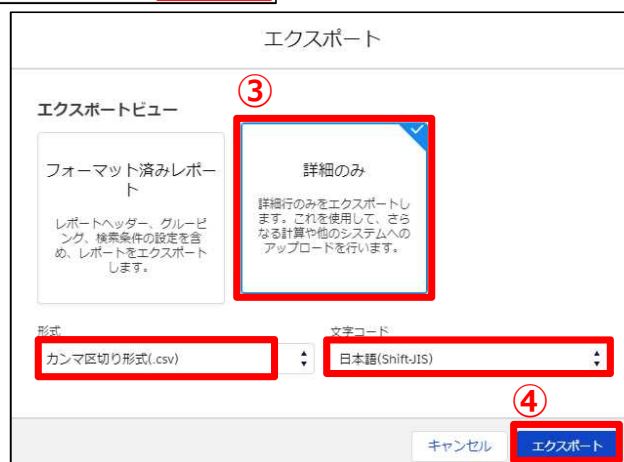 エクスポート
③
エクスポートビュー
フォーマット済みレポー
ト
レポートヘッダー、グルーピ
ング、検索条件の設定を含
め、レポートをエクスポート
します。
詳細のみ
詳細行のみをエクスポートし
ます。これを使用して、さら
なる計算や他のシステムへの
アップロードを行います。
形式
文字コード
カンマ区切り形式(.csv)
日本語(Shift-JIS)
④
キャンセル
エクスポート